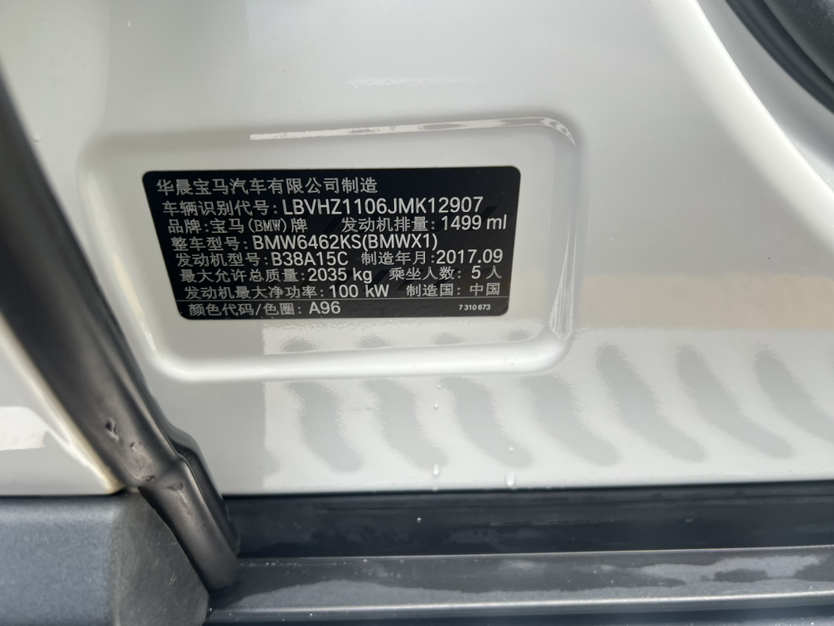 华晨宝马汽车有限公司制造
车辆识别代号: LBVHZ1106JMK12907
品牌: 宝马(BMW)牌 发动机排量: 1499 ml
整车型号: BMW6462KS(BMWX1)
发动机型号: B38A15C 制造年月: 2017.09
最大允许总质量: 2035 kg 乘坐人数: 5 人
发动机最大净功率: 100 kW 制造国: 中国
颜色代码/色圈: A96 7 310 673